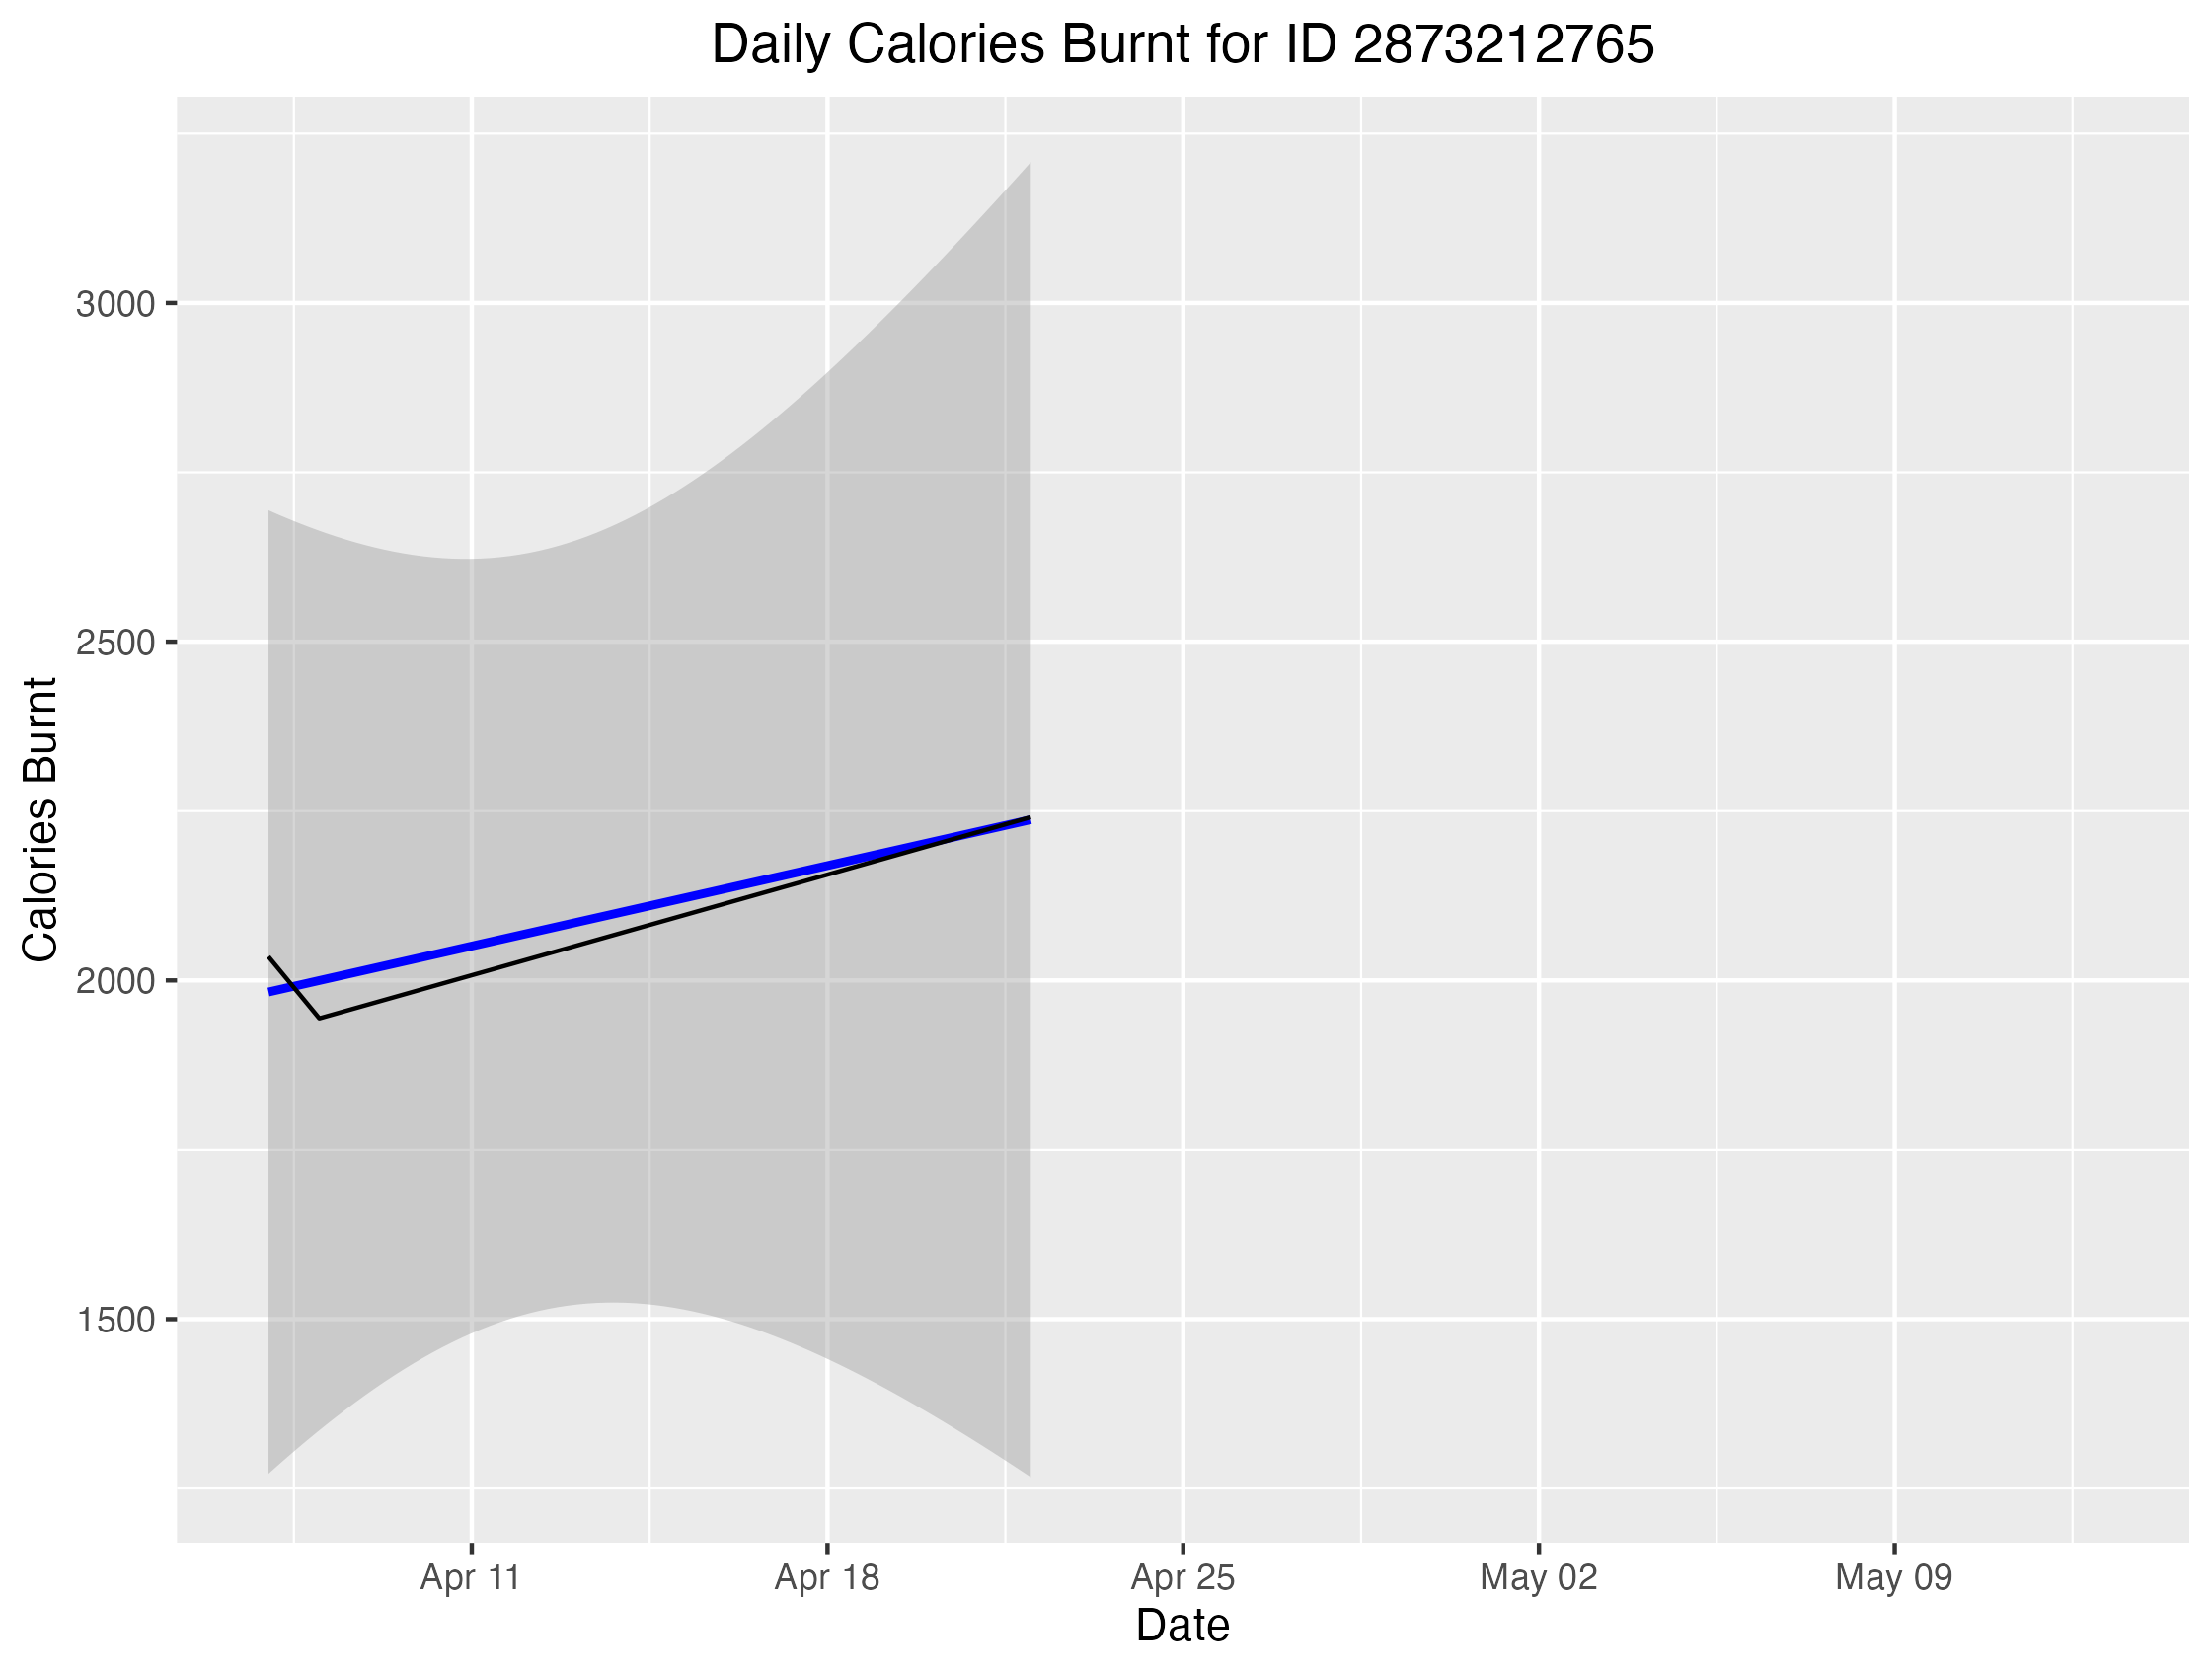 Daily Calories Burnt for ID 2873212765
Calories Burnt
3000
2500
2000
1500
Apr 11
Apr 18
Apr 25
May 02
May 09
Date